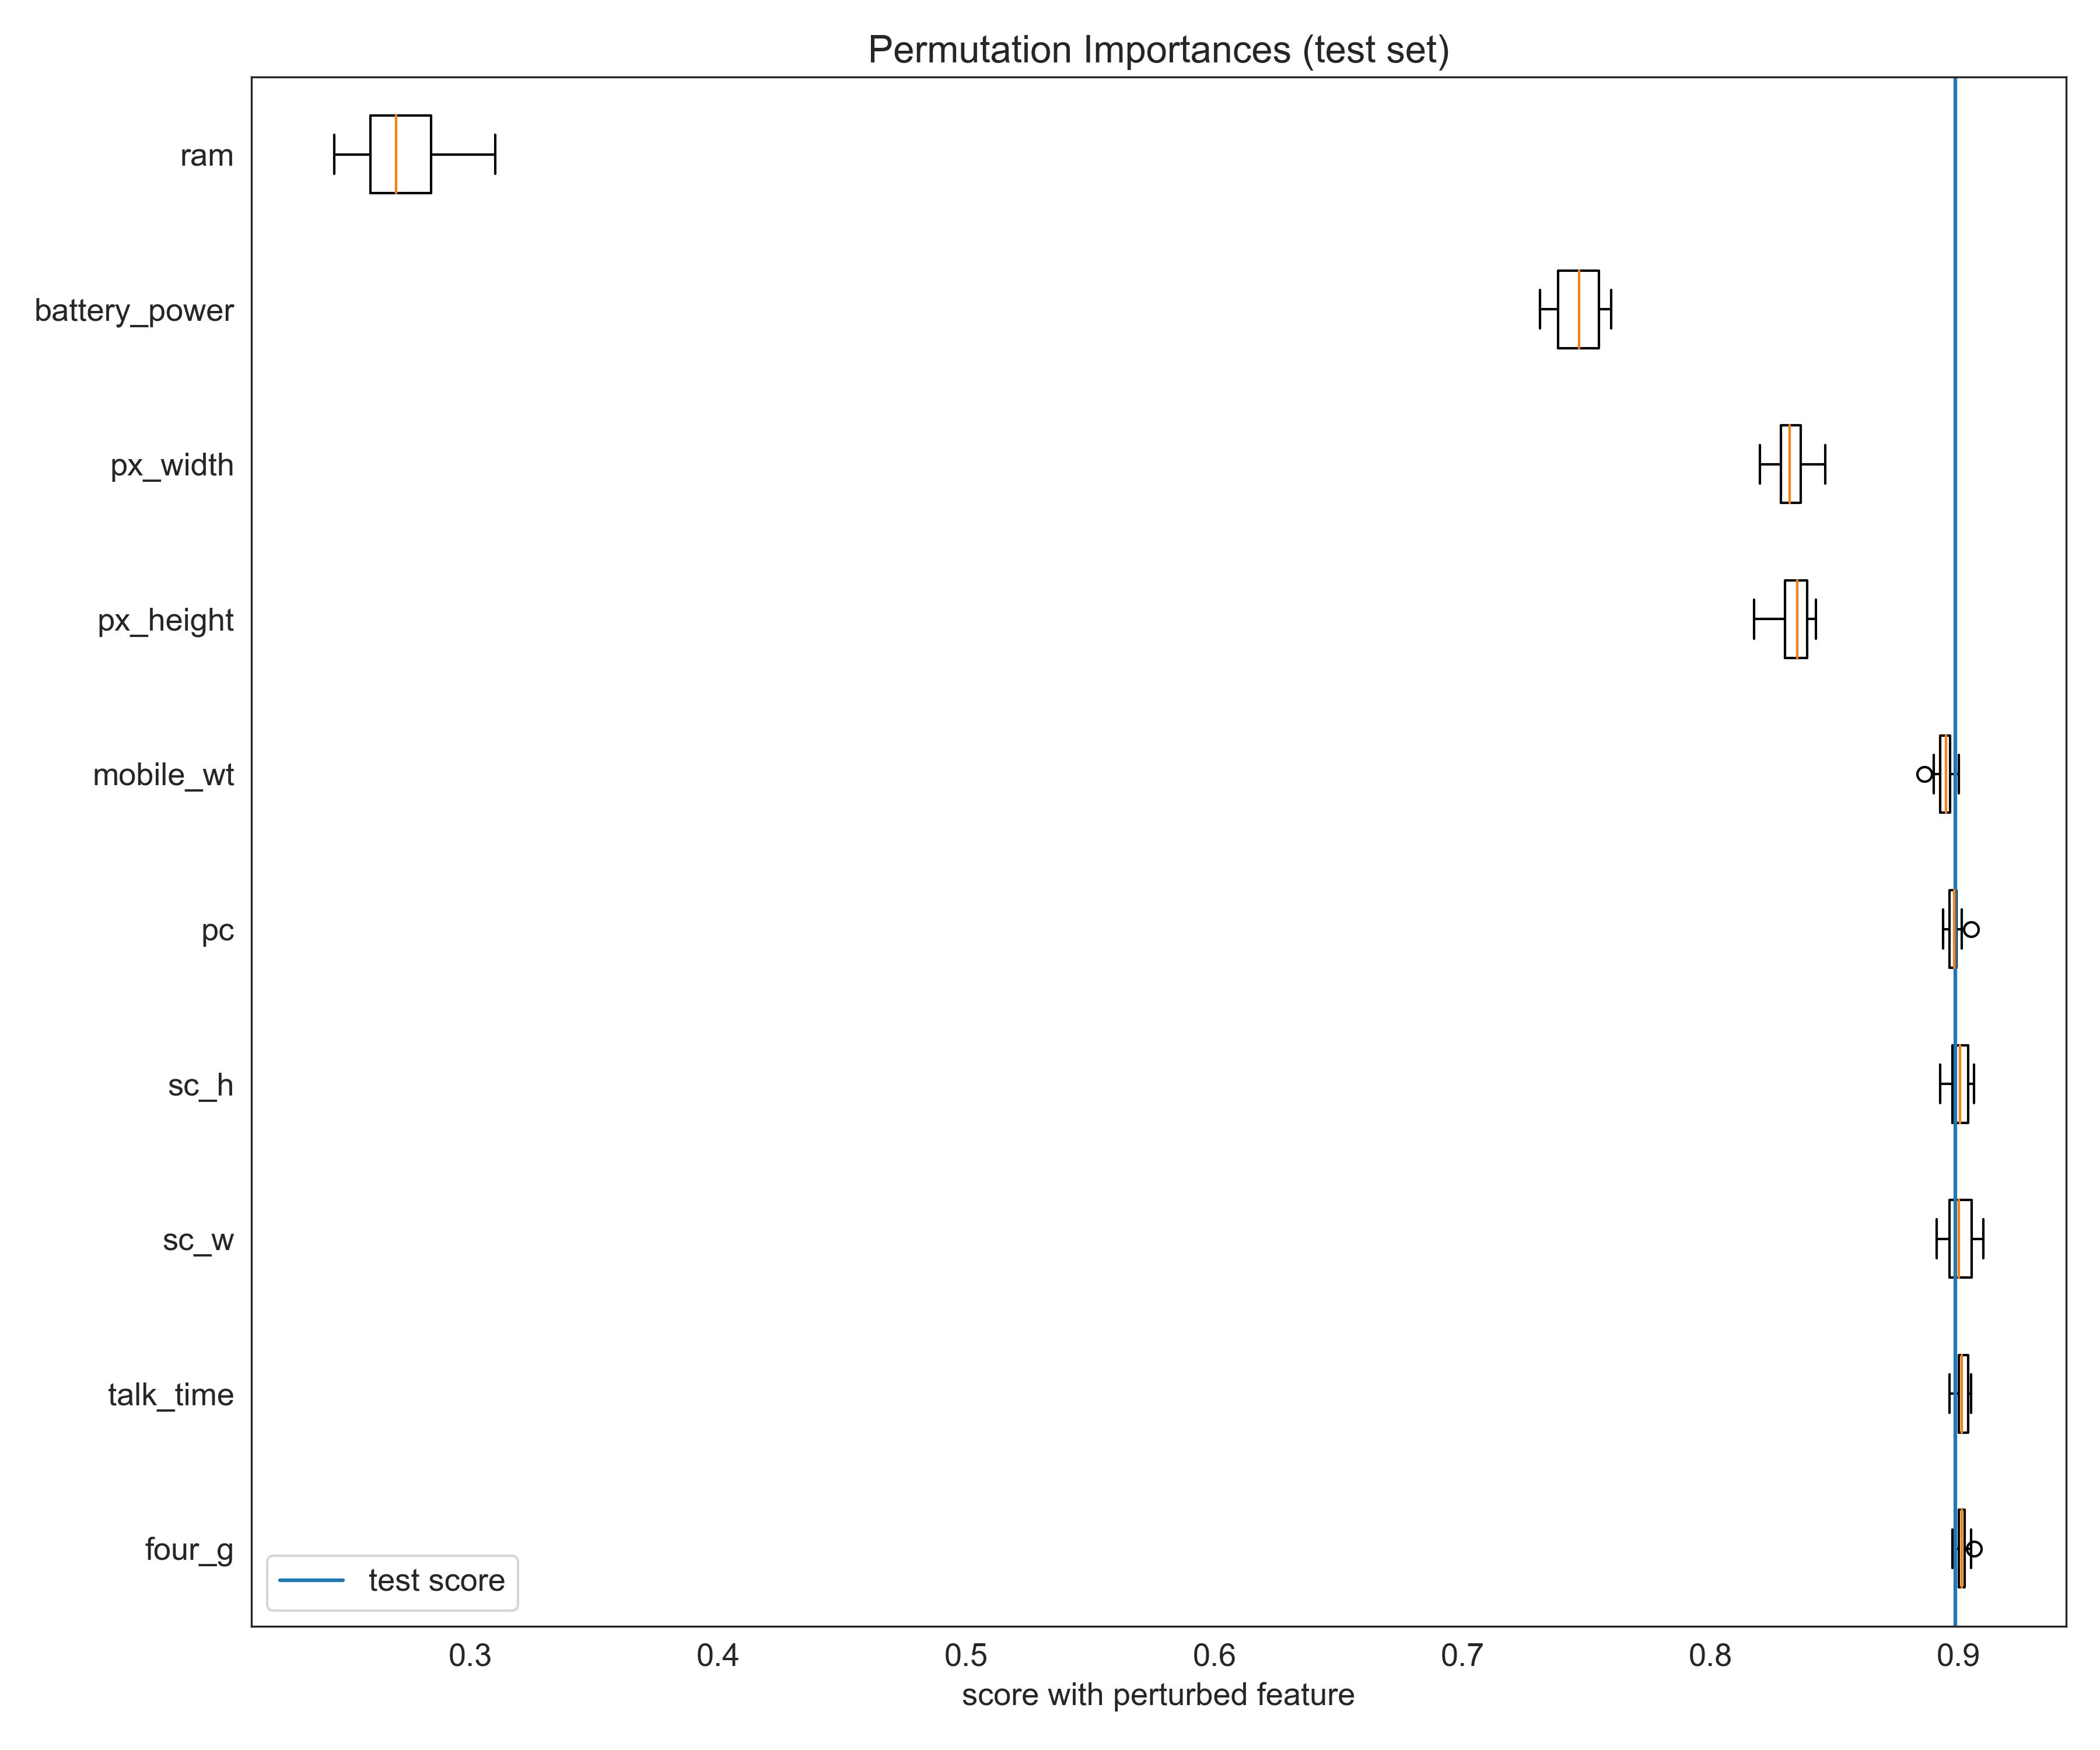 Permutation Importances (test set)
ram
battery_power
px_width
px_height
mobile_wt
pc
sc_h
sc_w
talk_time
four_g
test score
0.3 0.4 0.5 0.6 0.7 0.8 0.9
score with perturbed feature